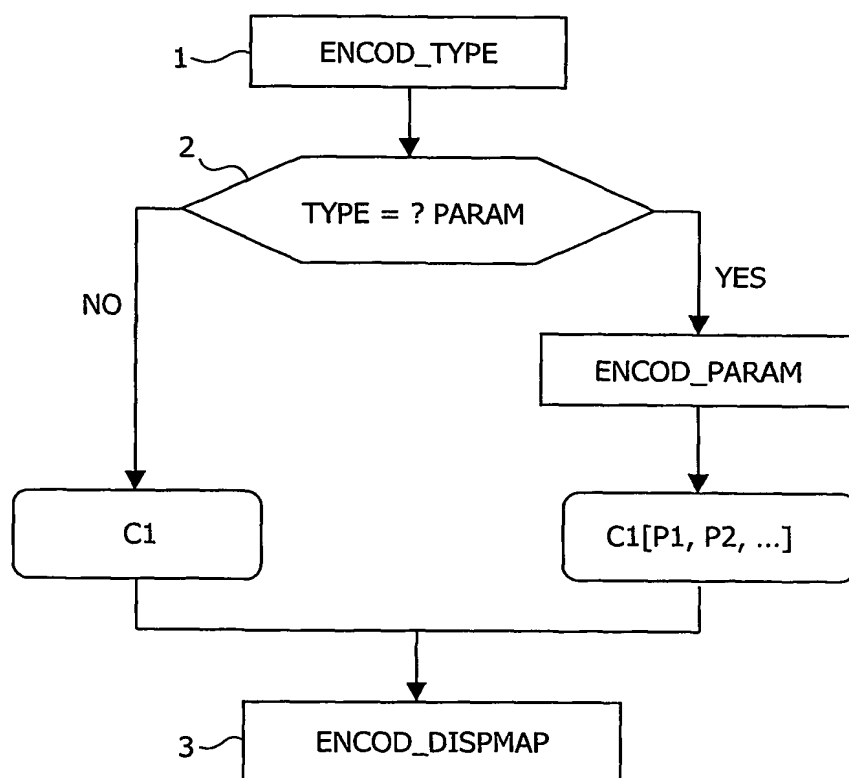 1
ENCOD_TYPE
2
TYPE = ? PARAM
NO
YES
ENCOD_PARAM
C1
C1[P1, P2, ...]
3
ENCOD_DISPMAP